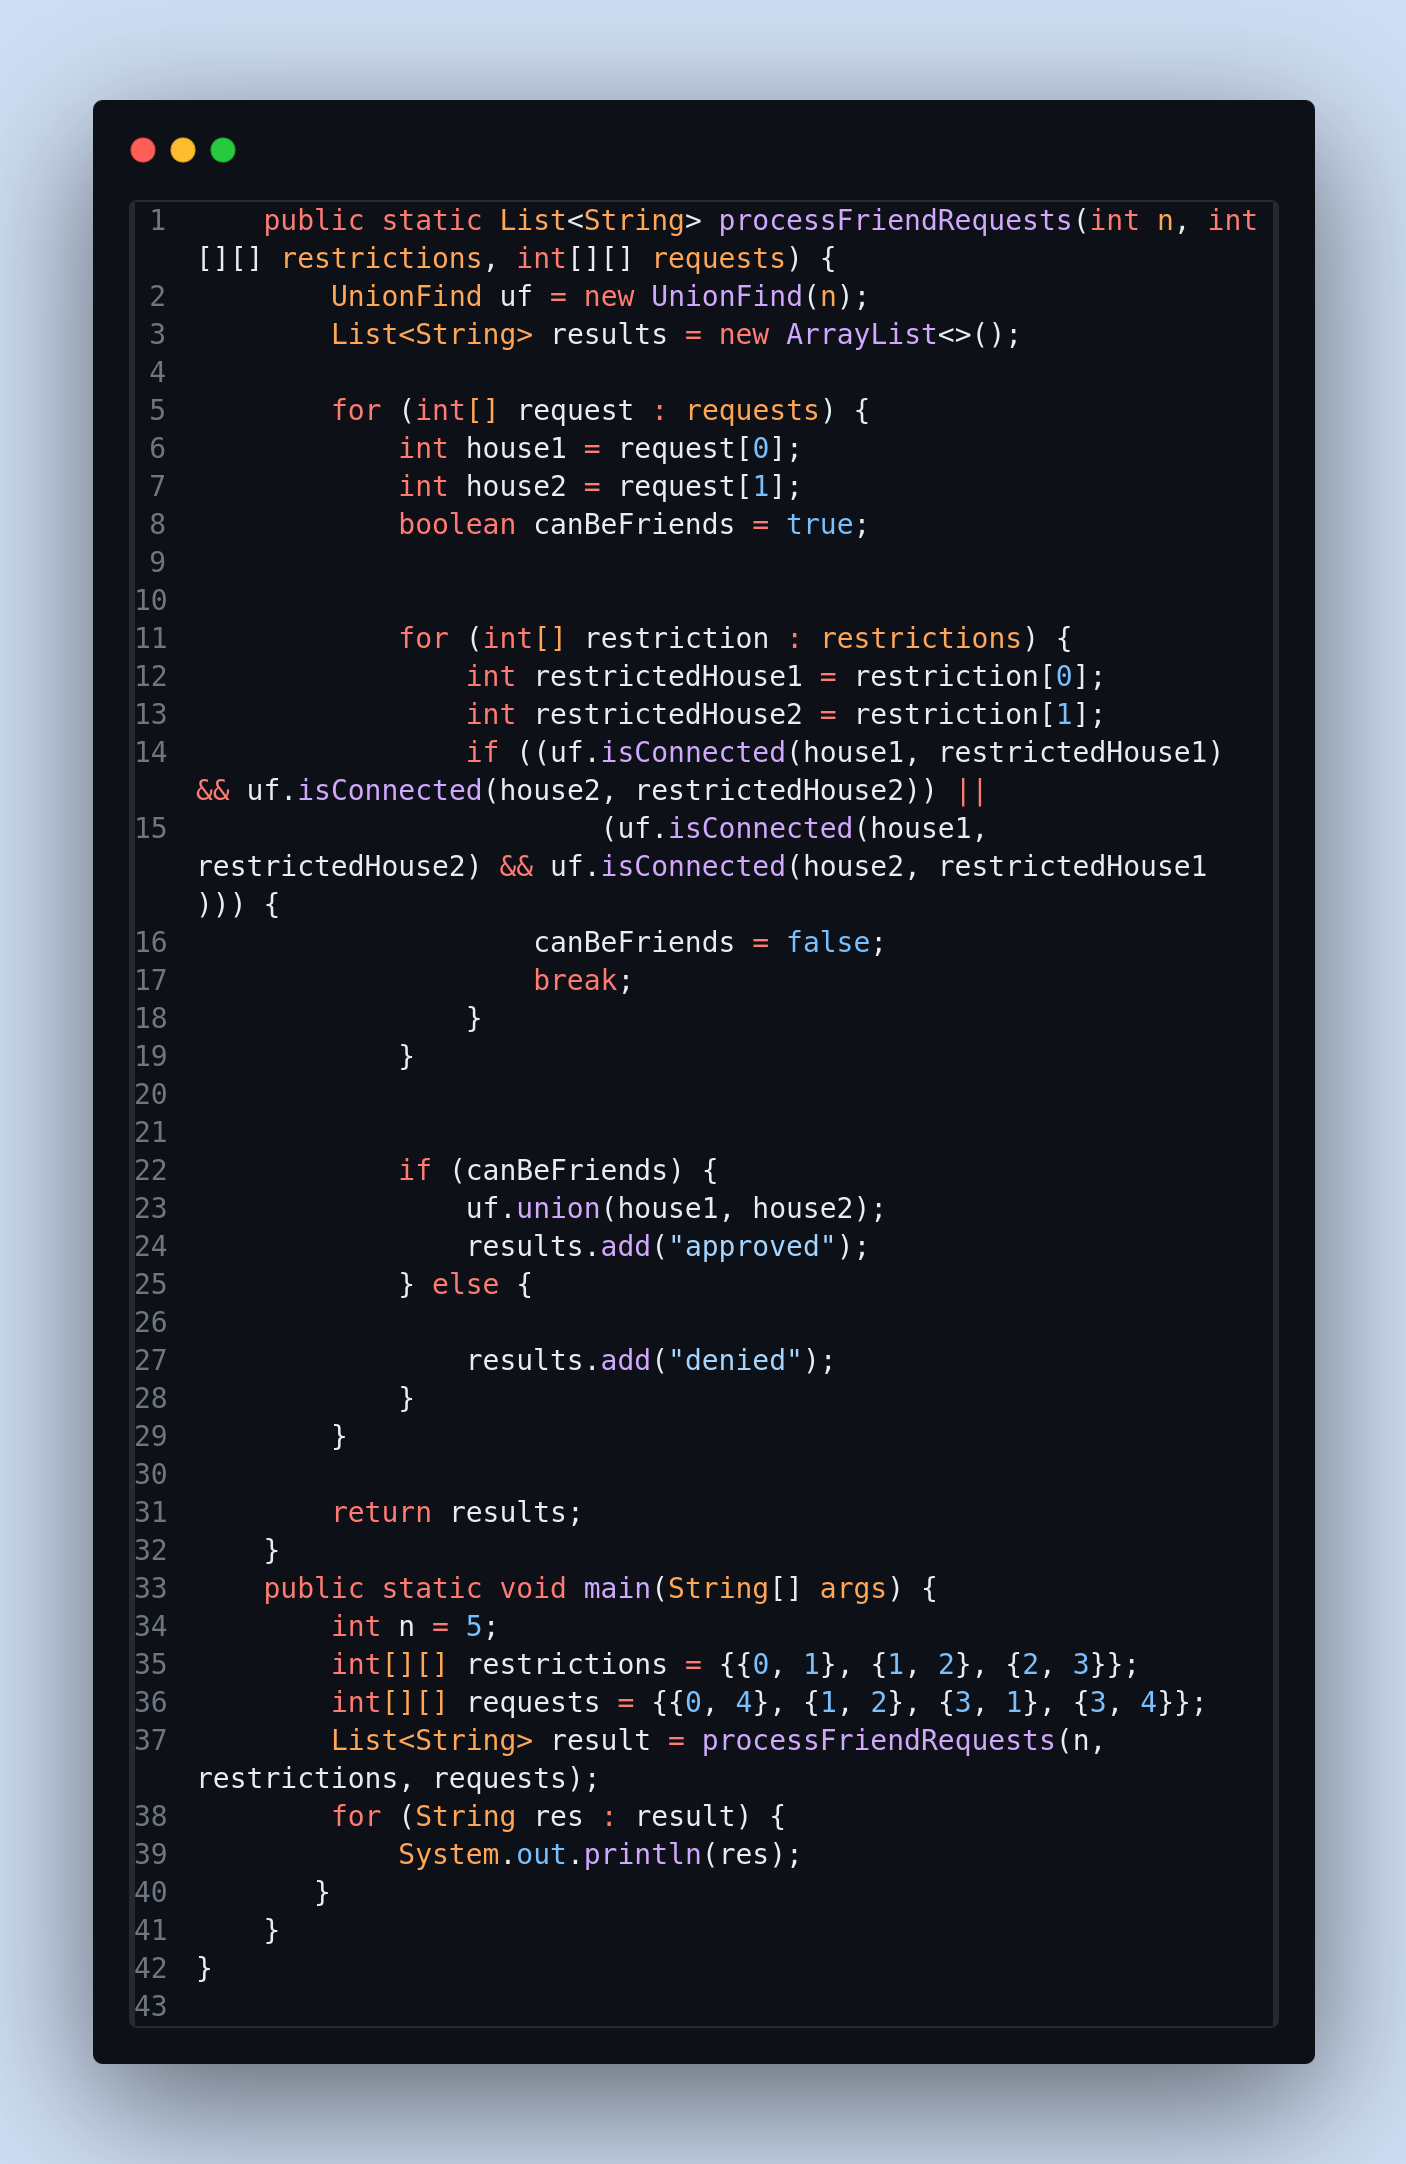 1 public static List<String> processFriendRequests(int n, int
[][] restrictions, int[][] requests) {
2 UnionFind uf = new UnionFind(n);
3 List<String> results = new ArrayList<>();
4
5 for (int[] request : requests) {
6 int house1 = request[0];
7 int house2 = request[1];
8 boolean canBeFriends = true;
9
10
11 for (int[] restriction : restrictions) {
12 int restrictedHouse1 = restriction[0];
13 int restrictedHouse2 = restriction[1];
14 if ((uf.isConnected(house1, restrictedHouse1)
&& uf.isConnected(house2, restrictedHouse2)) ||
15 (uf.isConnected(house1,
restrictedHouse2) && uf.isConnected(house2, restrictedHouse1
))) {
16 canBeFriends = false;
17 break;
18 }
19 }
20
21
22 if (canBeFriends) {
23 uf.union(house1, house2);
24 results.add("approved");
25 } else {
26
27 results.add("denied");
28 }
29 }
30
31 return results;
32 }
33 public static void main(String[] args) {
34 int n = 5;
35 int[][] restrictions = {{0, 1}, {1, 2}, {2, 3}};
36 int[][] requests = {{0, 4}, {1, 2}, {3, 1}, {3, 4}};
37 List<String> result = processFriendRequests(n,
restrictions, requests);
38 for (String res : result) {
39 System.out.println(res);
40 }
41 }
42 }
43